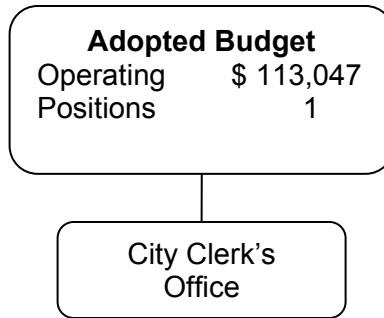 Adopted Budget
Operating $ 113,047
Positions 1
City Clerk’s
Office